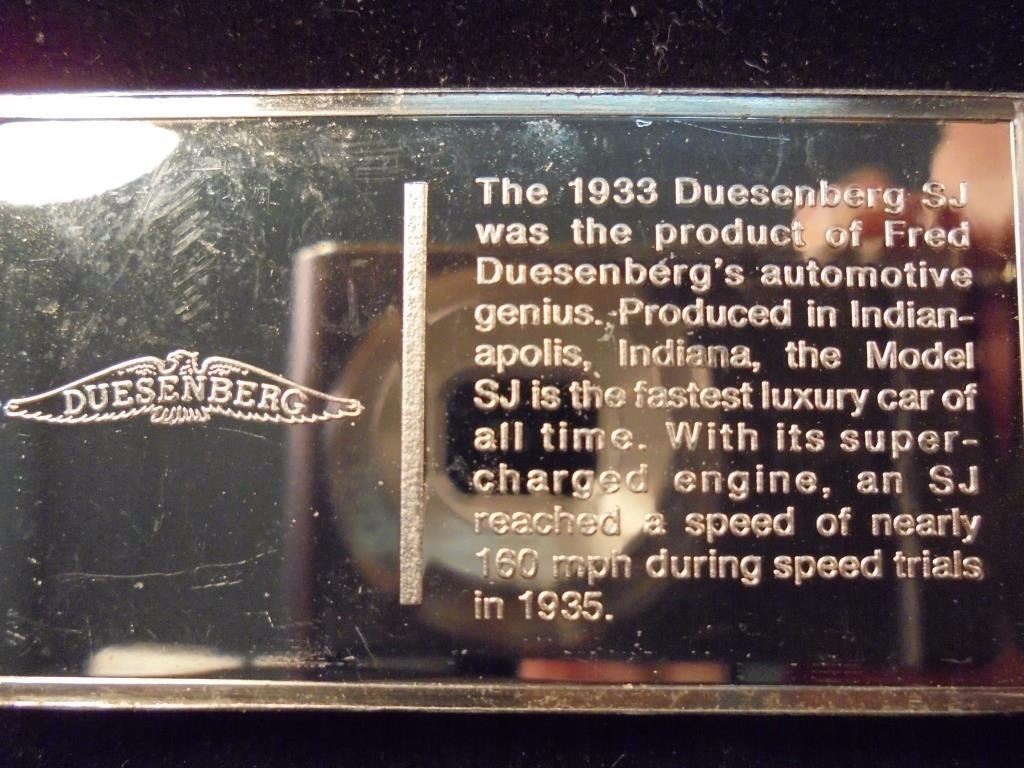 DUESENBERG
The 1933 Duesenberg SJ
was the product of Fred
Duesenberg's automotive
genius. Produced in Indian-
apolis, Indiana, the Model
SJ is the fastest luxury car of
all time. With its super-
charged engine, an SJ
reached a speed of nearly
160 mph during speed trials
in 1935.